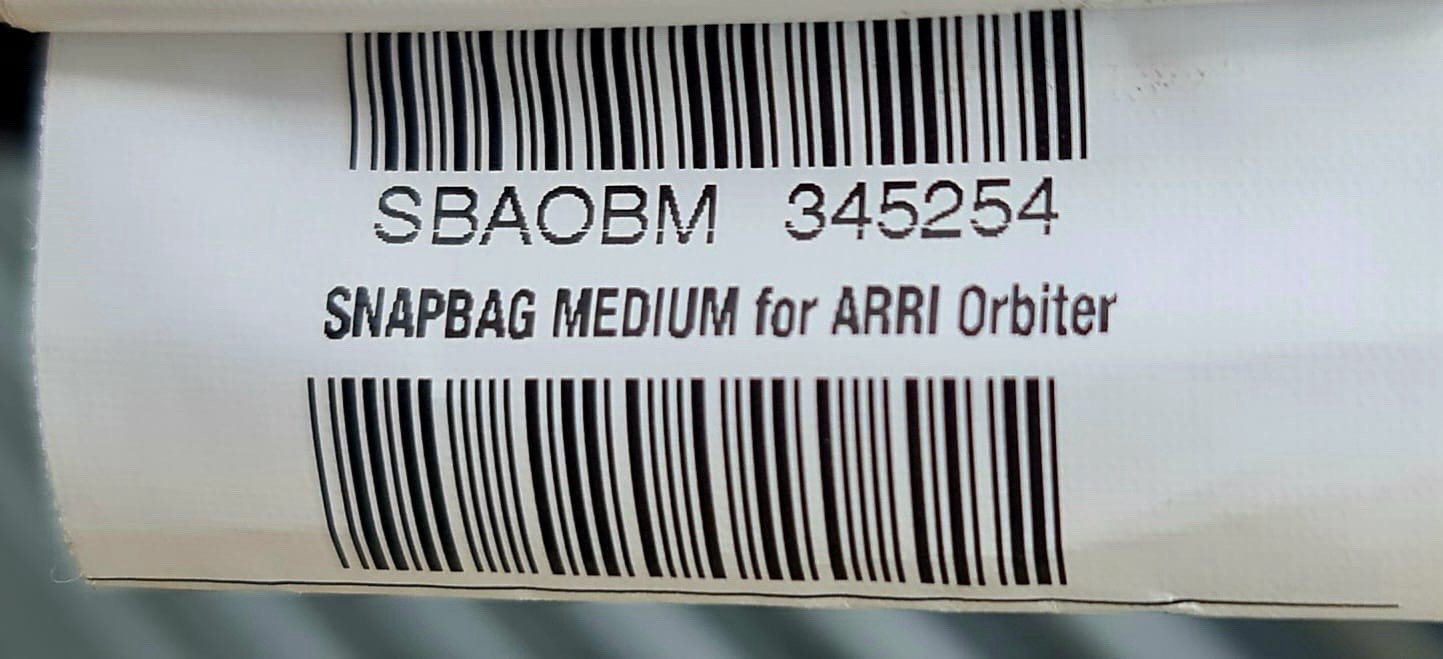 SBAOBM 345254
SNAPBAG MEDIUM for ARRI Orbiter